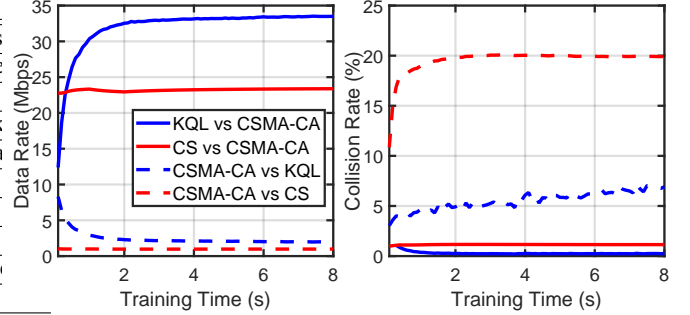 35
30
25
20
15
10
5
0
Data Rate (Mbps)
KQL vs CSMA-CA
CS vs CSMA-CA
CSMA-CA vs KQL
CSMA-CA vs CS
2
4
6
8
Training Time (s)
25
20
15
10
5
0
Collision Rate (%)
2
4
6
8
Training Time (s)